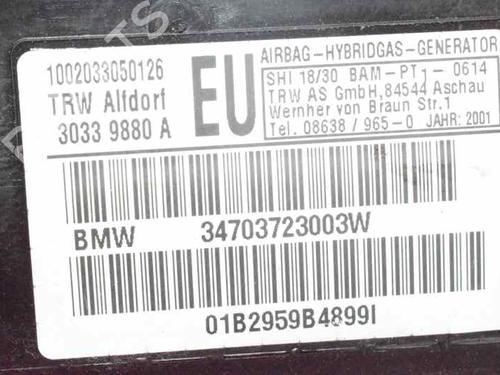 1002033050126
TRW Alfdorf
3033 9880 A
EU
AIRBAG-HYBRIDGAS-GENERATOR
SHI 18/30 BAM-PT1-0614
TRW AS GmbH,84544 Aschau
Wernher von Braun Str.1
Tel. 08638/965-0 JAHR: 2001
BMW 34703723003W
01B2959B4899I